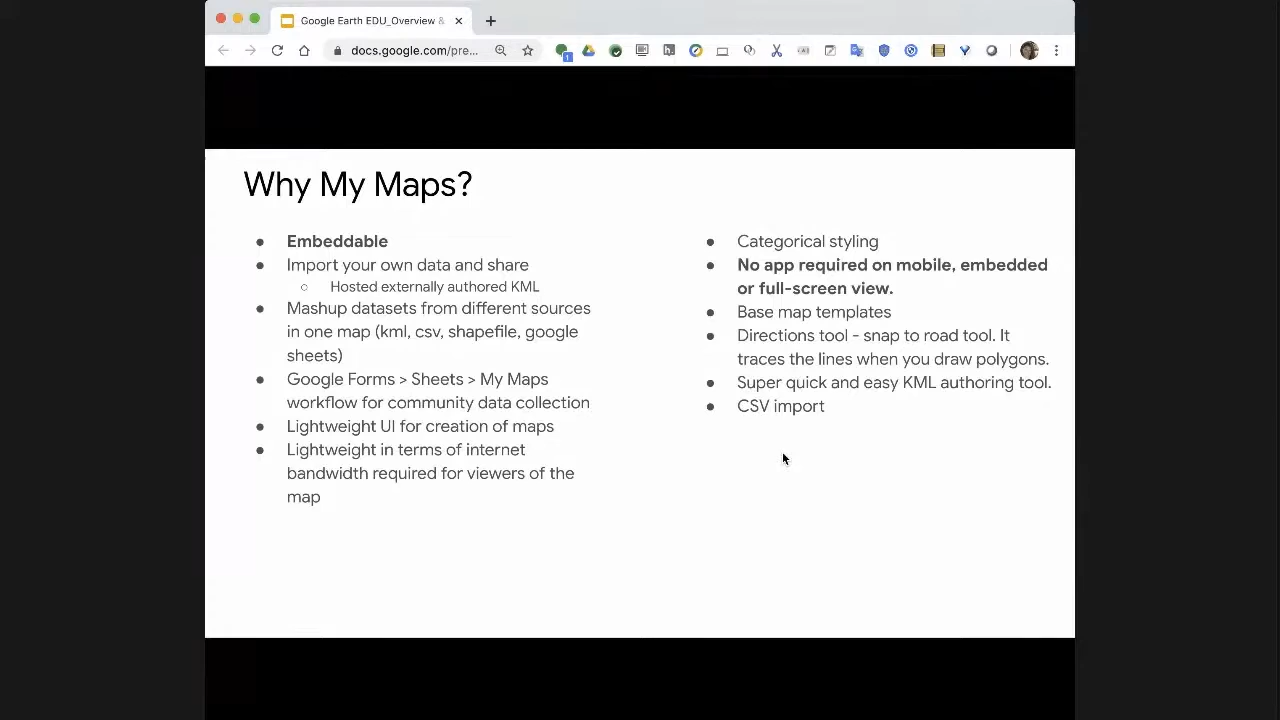 Google Earth EDU_Overview &
docs.google.com/pre...
1
Why My Maps?
● Embeddable
● Import your own data and share
○ Hosted externally authored KML
● Mashup datasets from different sources
in one map (kml, csv, shapefile, google
sheets)
● Google Forms > Sheets > My Maps
workflow for community data collection
● Lightweight UI for creation of maps
● Lightweight in terms of internet
bandwidth required for viewers of the
map
● Categorical styling
● No app required on mobile, embedded
or full-screen view.
● Base map templates
● Directions tool - snap to road tool. It
traces the lines when you draw polygons.
● Super quick and easy KML authoring tool.
● CSV import